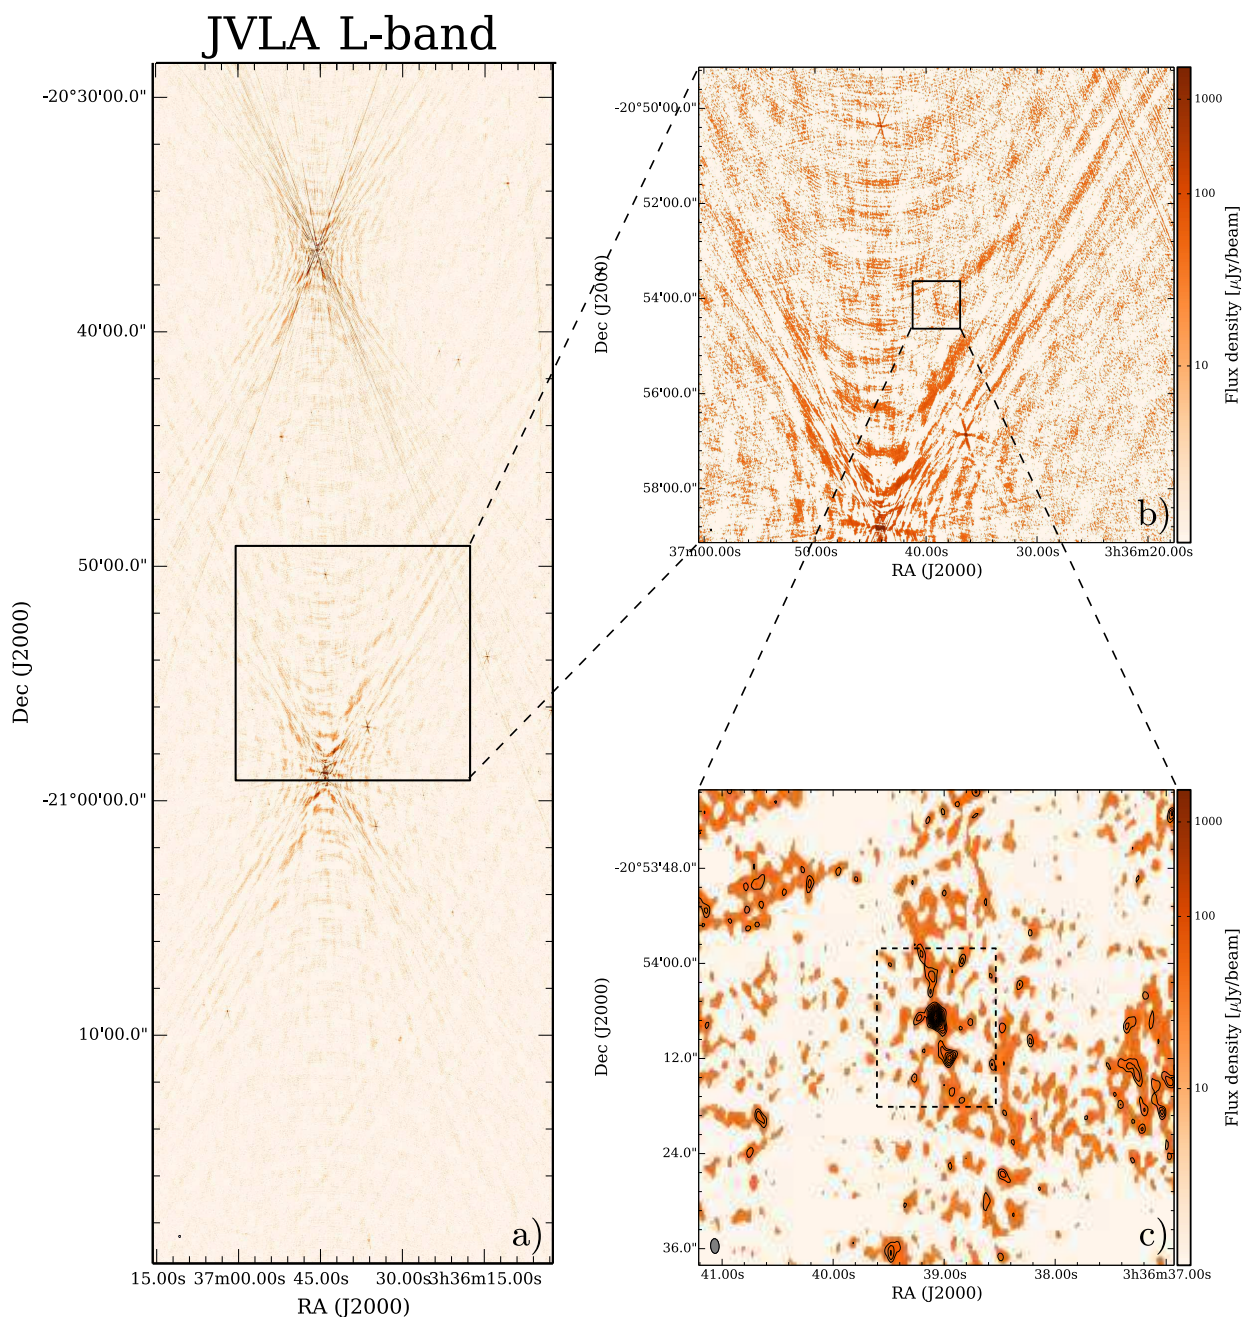 JVLA L-band
-20°30'00.0"
40'00.0"
50'00.0"
-21°00'00.0"
10'00.0"
Dec (J2000)
15.00s 37m00.00s 45.00s 30.00s 3h36m15.00s
RA (J2000)
a)
-20°50'00.0"
52'00.0"
54'00.0"
56'00.0"
58'00.0"
Dec (J2000)
37m00.00s 50.00s 40.00s 30.00s 3h36m20.00s
RA (J2000)
b)
1000
100
10
Flux density [μJy/beam]
-20°53'48.0"
54'00.0"
12.0"
24.0"
36.0"
Dec (J2000)
41.00s 40.00s 39.00s 38.00s 3h36m37.00s
RA (J2000)
c)
1000
100
10
Flux density [μJy/beam]